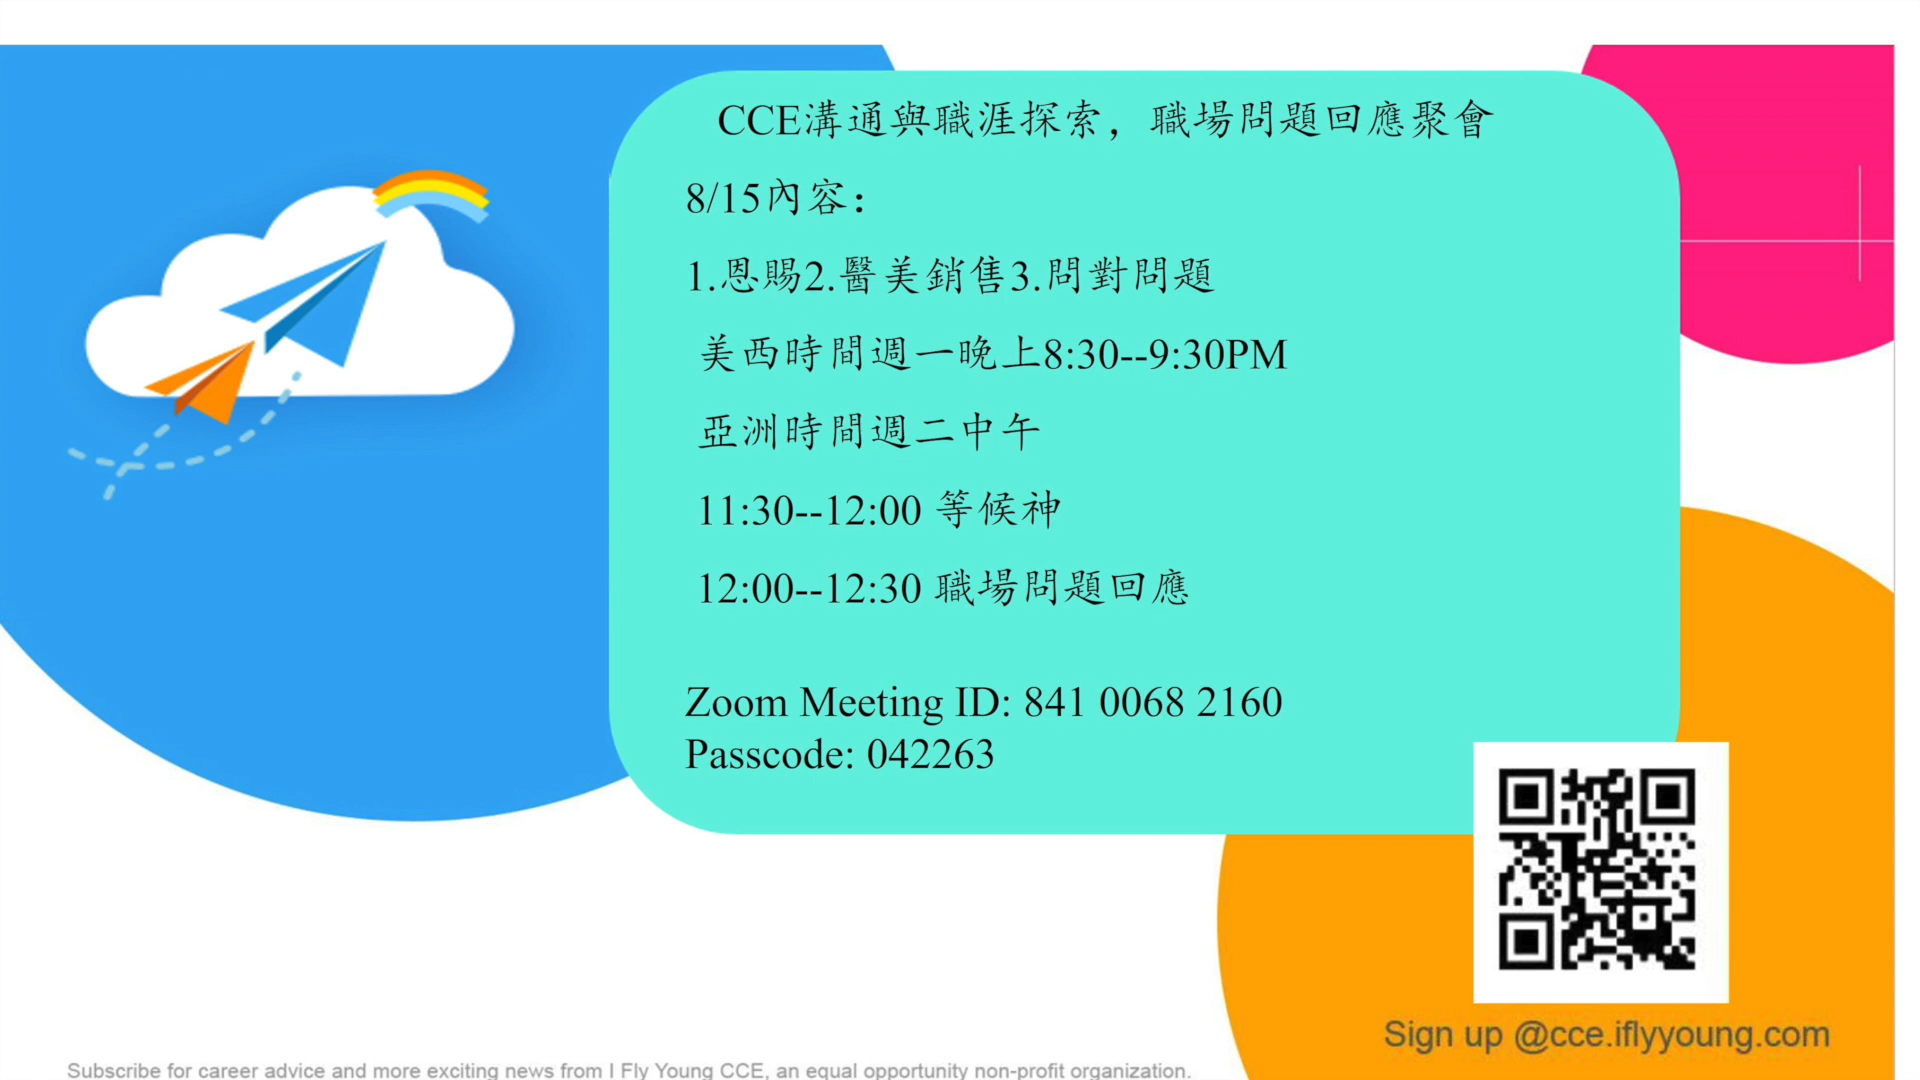 CCE溝通與職涯探索，職場問題回應聚會
8/15內容：
1.恩賜2.醫美銷售3.問對問題
美西時間週一晚上8:30--9:30PM
亞洲時間週二中午
11:30--12:00 等候神
12:00--12:30 職場問題回應
Zoom Meeting ID: 841 0068 2160
Passcode: 042263
Sign up @cce.iflyyoung.com
Subscribe for career advice and more exciting news from I Fly Young CCE, an equal opportunity non-profit organization.